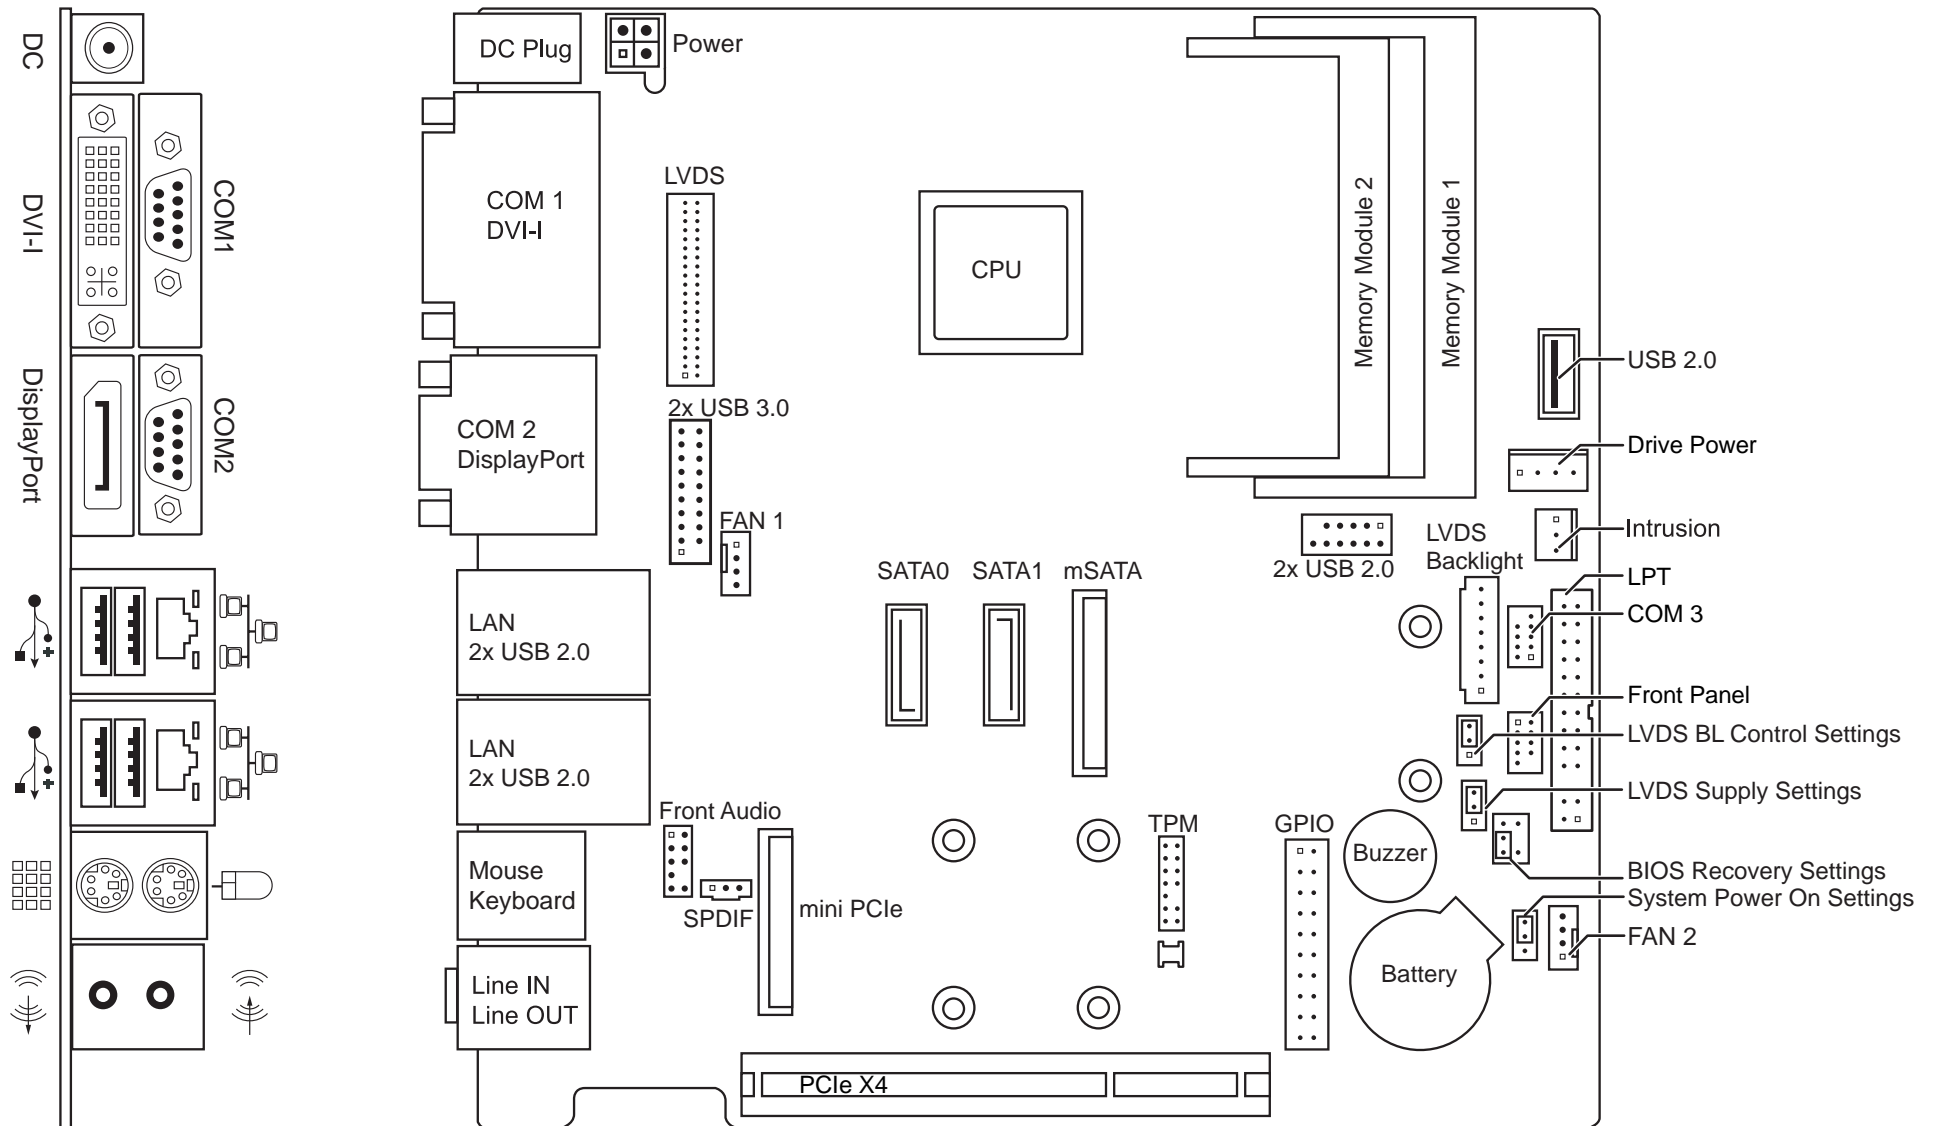 DC
DVI-I
COM1
DisplayPort
COM2
DC Plug
Power
COM 1
DVI-I
LVDS
CPU
Memory Module 2
Memory Module 1
USB 2.0
2x USB 3.0
COM 2
DisplayPort
Drive Power
FAN 1
Intrusion
LVDS
Backlight
2x USB 2.0
SATA0
SATA1
mSATA
LPT
COM 3
LAN
2x USB 2.0
Front Panel
LVDS BL Control Settings
LAN
2x USB 2.0
LVDS Supply Settings
Front Audio
TPM
GPIO
Buzzer
Mouse
Keyboard
BIOS Recovery Settings
System Power On Settings
SPDIF
mini PCIe
FAN 2
Battery
Line IN
Line OUT
PCIe X4